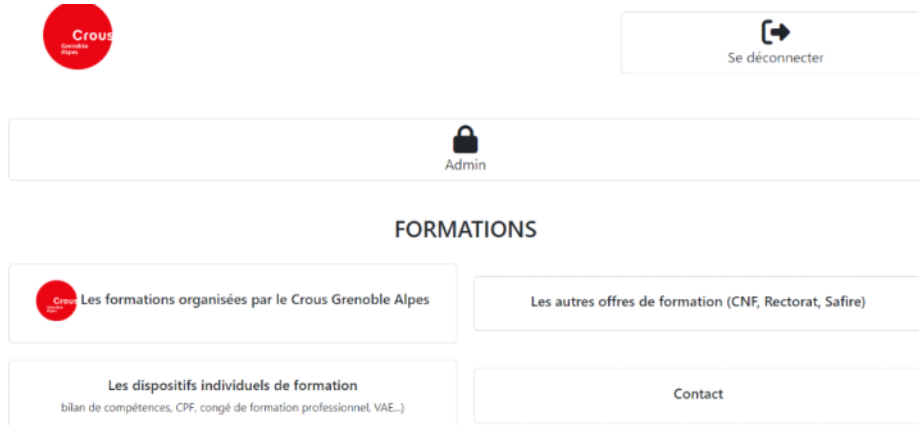 Crous
Grenoble
Alpes
Se déconnecter
Admin
FORMATIONS
Crous
Les formations organisées par le Crous Grenoble Alpes
Les autres offres de formation (CNF, Rectorat, Safire)
Les dispositifs individuels de formation
bilan de compétences, CPF, congé de formation professionnel, VAE...)
Contact